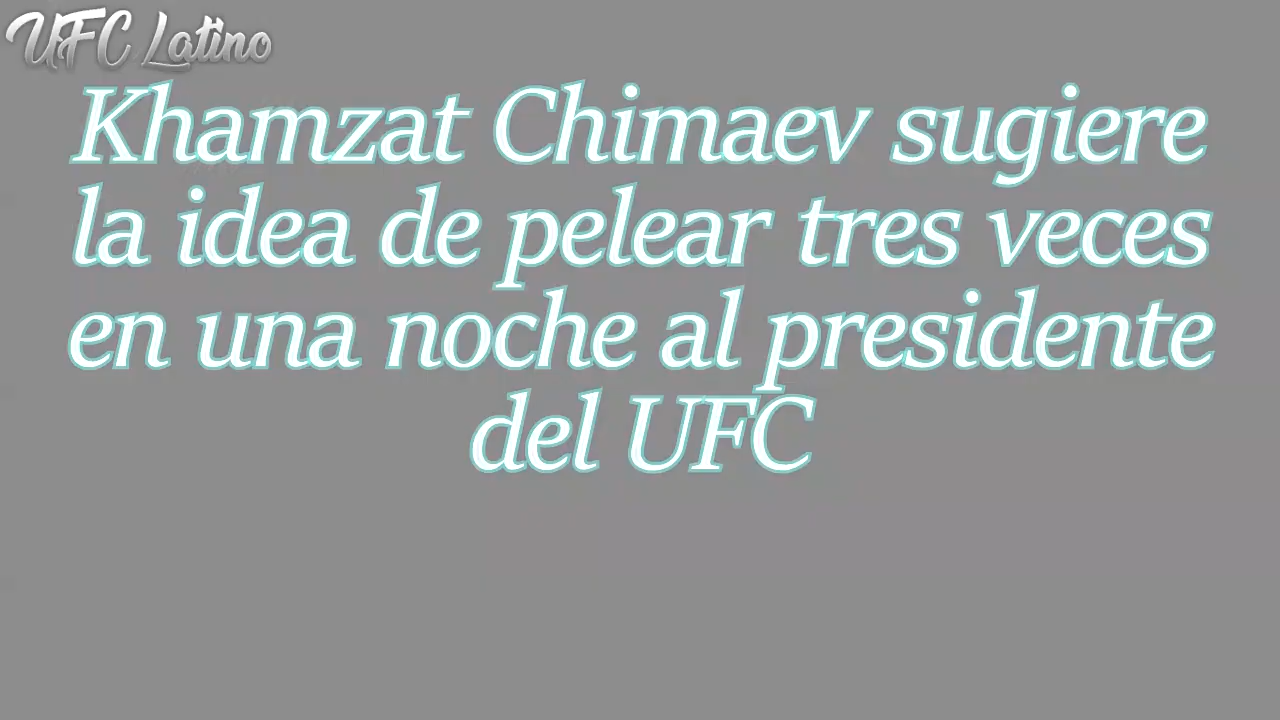 UFC Latino
Khamzat Chimaev sugiere
la idea de pelear tres veces
en una noche al presidente
del UFC